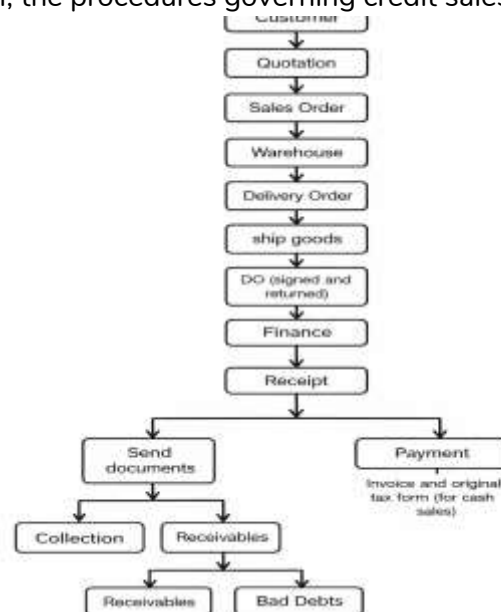 , the procedures governing credit sales
Customer
Quotation
Sales Order
Warehouse
Delivery Order
ship goods
DO (signed and
returned)
Finance
Receipt
Send
documents
Payment
Invoice and original
tax form (for cash
sales)
Collection
Receivables
Receivables
Bad Debts